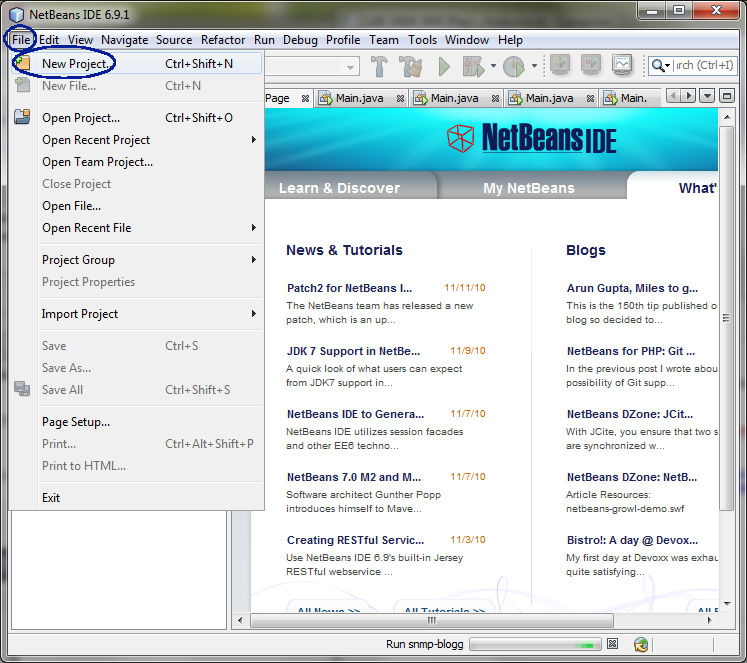 NetBeans IDE 6.9.1
File Edit View Navigate Source Refactor Run Debug Profile Team Tools Window Help
New Project... Ctrl+Shift+N
New File... Ctrl+N
Open Project... Ctrl+Shift+O
Open Recent Project
Open Team Project...
Close Project
Open File...
Open Recent File
Project Group
Project Properties
Import Project
Save Ctrl+S
Save As...
Save All Ctrl+Shift+S
Page Setup...
Print... Ctrl+Alt+Shift+P
Print to HTML...
Exit
rch (Ctrl+I)
Page Main.java Main.java Main.java Main.
NetBeans IDE
Learn & Discover My NetBeans What'
News & Tutorials
Patch2 for NetBeans I... 11/11/10
The NetBeans team has released a new
patch, which is an up...
JDK 7 Support in NetBe... 11/9/10
A quick look of what users can expect
from JDK7 support in...
NetBeans IDE to Genera... 11/7/10
NetBeans IDE utilizes session facades
and other EE6 techno...
NetBeans 7.0 M2 and M... 11/7/10
Software architect Gunther Popp
introduces himself to Mave...
Creating RESTful Servic... 11/3/10
Use NetBeans IDE 6.9's built-in Jersey
RESTful webservice ...
All News >> All Tutorials >>
Blogs
Arun Gupta, Miles to g...
This is the 150th tip published o
blog so decided to...
NetBeans for PHP: Git ...
In the previous post I wrote abou
possibility of Git supp...
NetBeans DZone: JCit...
With JCite, you ensure that two s
are synchronized w...
NetBeans DZone: NetB...
Article Resources:
netbeans-growl-demo.swf
Bistro!: A day @ Devox...
My first day at Devoxx was exhau
quite satisfying...
Run snmp-blogg